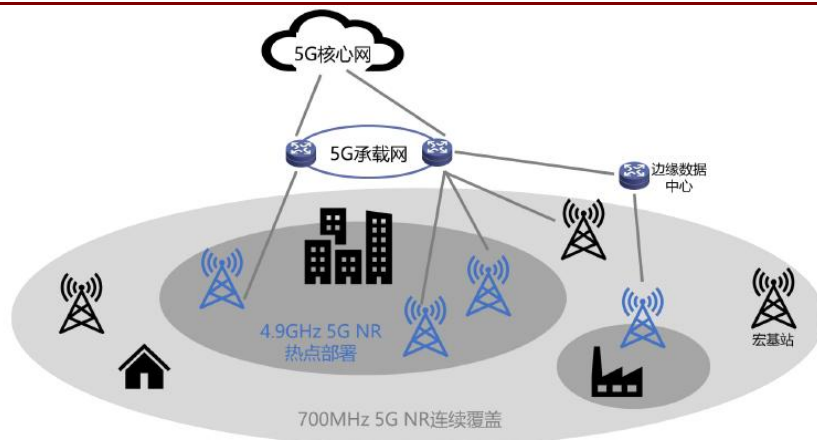 5G核心网
5G承载网
边缘数据
中心
4.9GHz 5G NR
热点部署
宏基站
700MHz 5G NR连续覆盖